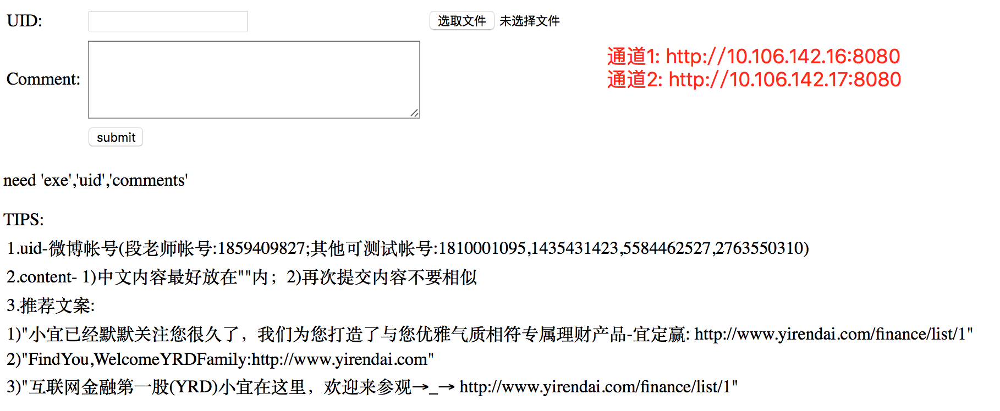 UID: 选取文件 未选择文件
通道1: http://10.106.142.16:8080
通道2: http://10.106.142.17:8080
Comment:
submit
need 'exe','uid','comments'
TIPS:
1.uid-微博帐号(段老师帐号:1859409827;其他可测试帐号:1810001095,1435431423,5584462527,2763550310)
2.content- 1)中文内容最好放在""内；2)再次提交内容不要相似
3.推荐文案:
1)"小宜已经默默关注您很久了，我们为您打造了与您优雅气质相符专属理财产品-宜定赢: http://www.yirendai.com/finance/list/1"
2)"FindYou,WelcomeYRDFamily:http://www.yirendai.com"
3)"互联网金融第一股(YRD)小宜在这里，欢迎来参观→_→ http://www.yirendai.com/finance/list/1"